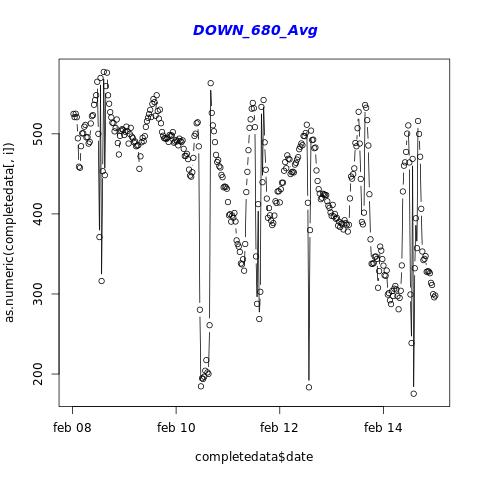 DOWN_680_Avg
as.numeric(completedata[, i])
500
400
300
200
feb 08
feb 10
feb 12
feb 14
completedata$date